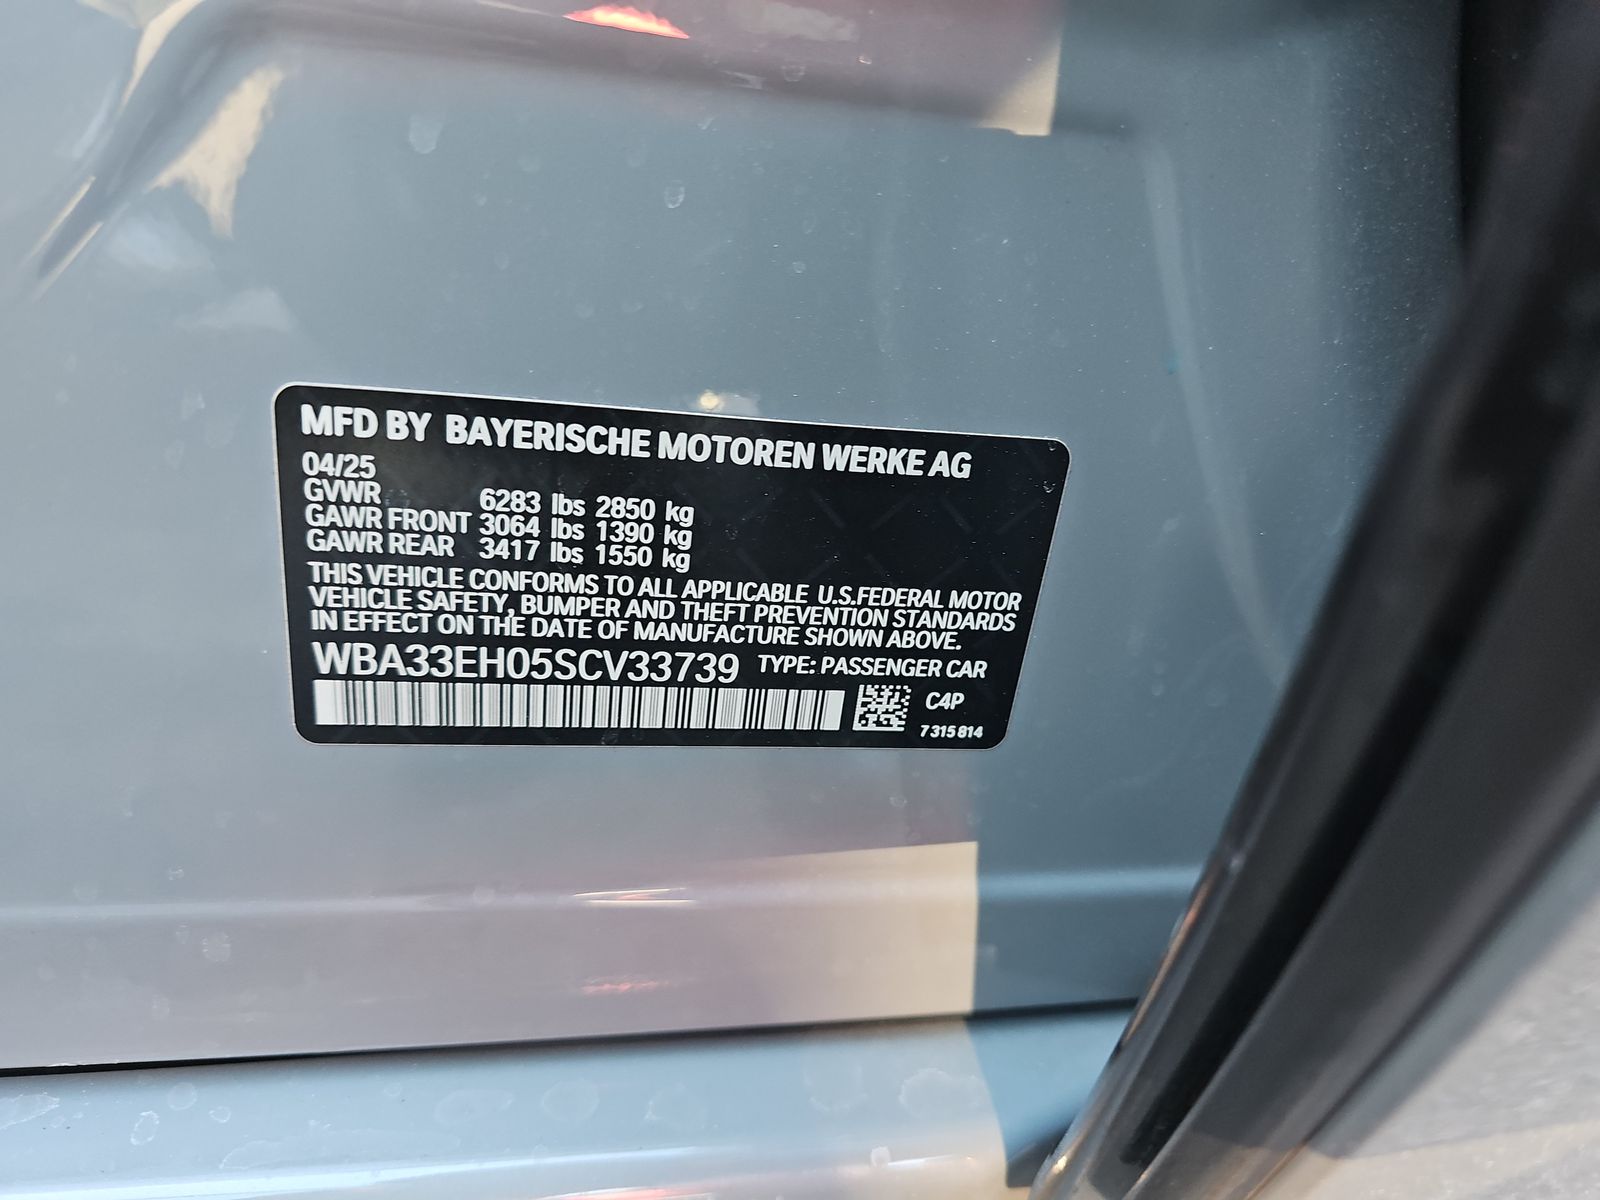 MFD BY BAYERISCHE MOTOREN WERKE AG
04/25
GVWR 6283 lbs 2850 kg
GAWR FRONT 3064 lbs 1390 kg
GAWR REAR 3417 lbs 1550 kg
THIS VEHICLE CONFORMS TO ALL APPLICABLE U.S.FEDERAL MOTOR
VEHICLE SAFETY, BUMPER AND THEFT PREVENTION STANDARDS
IN EFFECT ON THE DATE OF MANUFACTURE SHOWN ABOVE.
WBA33EH05SCV33739 TYPE: PASSENGER CAR
C4P
7 315 814